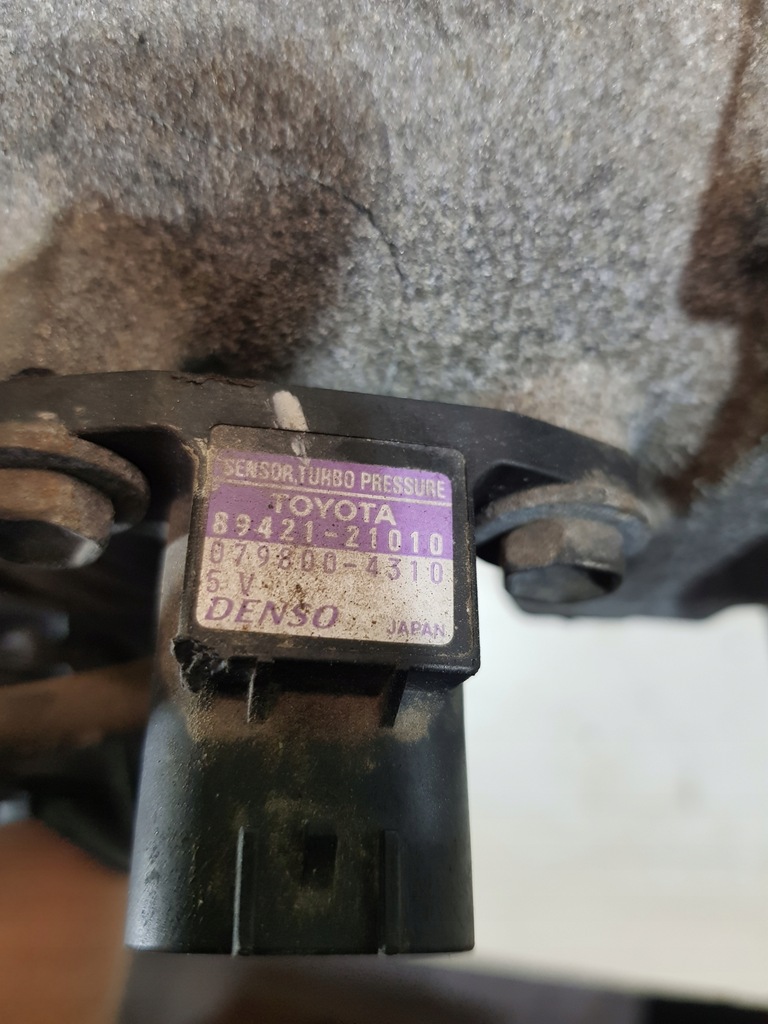 SENSOR,TURBO PRESSURE
TOYOTA
89421-21010
079800-4310
5 V
DENSO
JAPAN